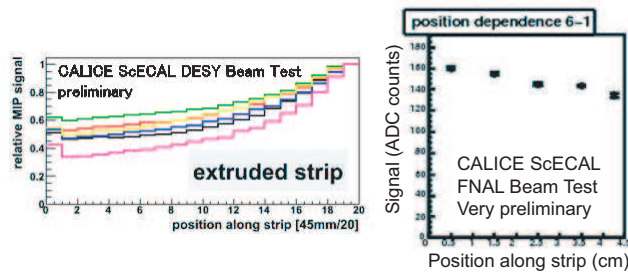 CALICE ScECAL DESY Beam Test
preliminary
relative MIP signal
1
0.8
0.6
0.4
0.2
0
extruded strip
0 2 4 6 8 10 12 14 16 18 20
position along strip [45mm/20]
position dependence 6-1
Signal (ADC counts)
180
160
140
120
100
80
60
40
20
0
CALICE ScECAL
FNAL Beam Test
Very preliminary
0 0.5 1 1.5 2 2.5 3 3.5 4 4.5
Position along strip (cm)